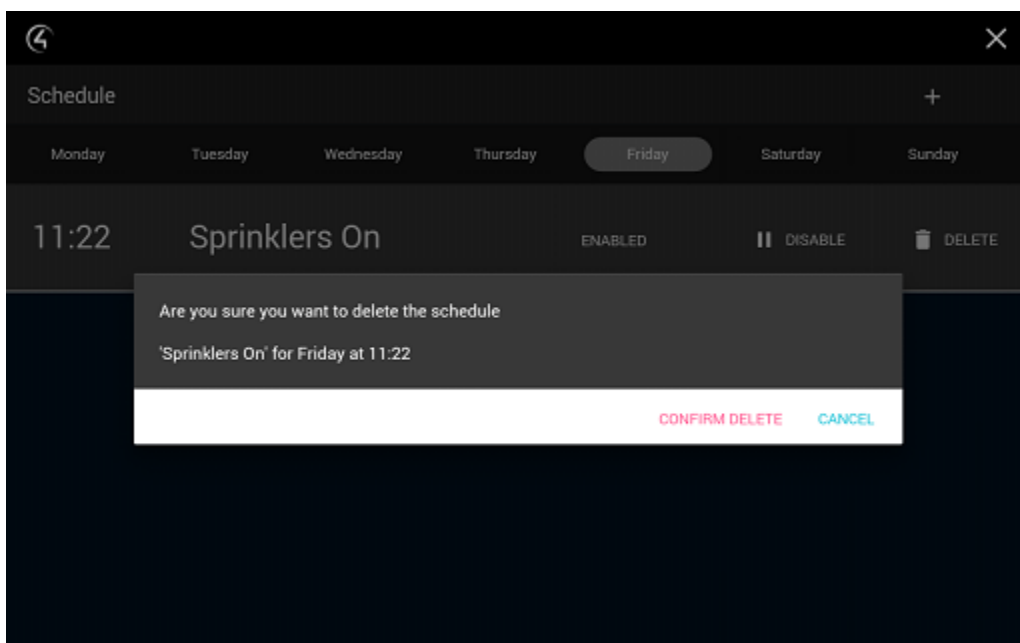 Schedule +
Monday Tuesday Wednesday Thursday Friday Saturday Sunday
11:22 Sprinklers On ENABLED DISABLE DELETE
Are you sure you want to delete the schedule
'Sprinklers On' for Friday at 11:22
CONFIRM DELETE CANCEL